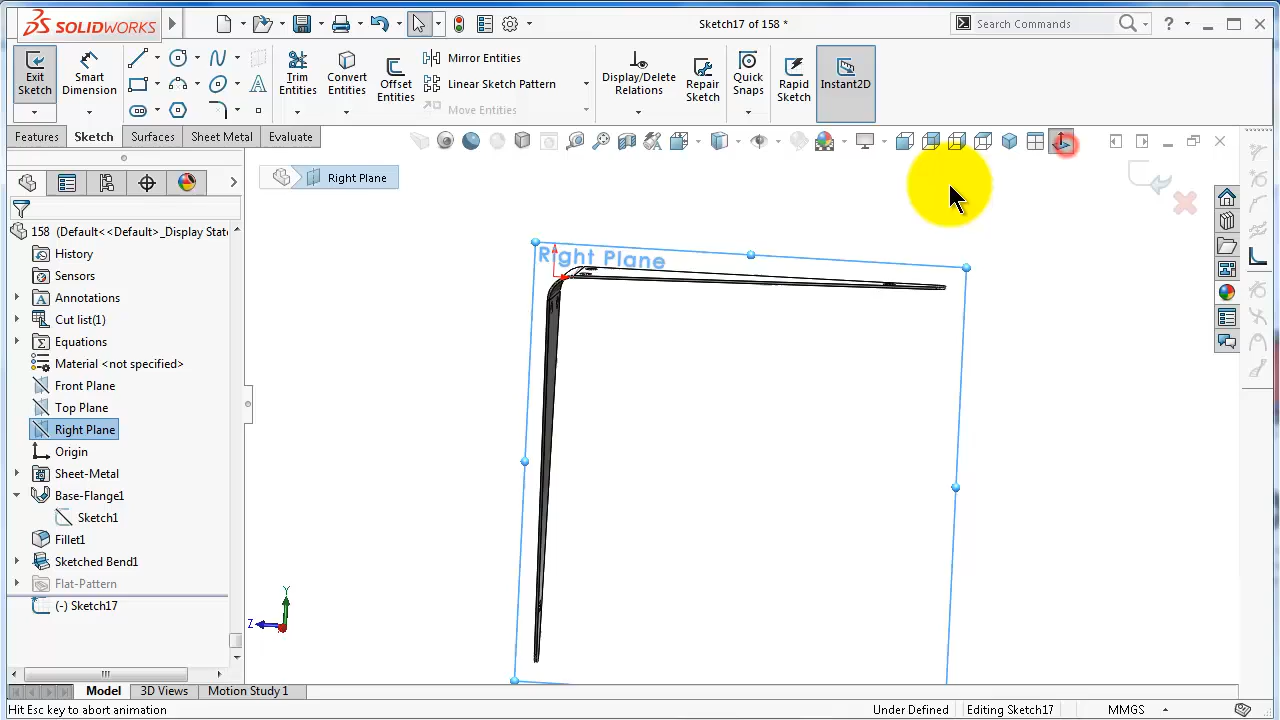 SOLIDWORKS
Sketch17 of 158 *
Search Commands
?
Exit Sketch
Smart Dimension
Trim Entities
Convert Entities
Offset Entities
Mirror Entities
Linear Sketch Pattern
Move Entities
Display/Delete Relations
Repair Sketch
Quick Snaps
Rapid Sketch
Instant2D
Features
Sketch
Surfaces
Sheet Metal
Evaluate
Right Plane
158 (Default<<Default>_Display Stat
History
Sensors
Annotations
Cut list(1)
Equations
Material <not specified>
Front Plane
Top Plane
Right Plane
Origin
Sheet-Metal
Base-Flange1
Sketch1
Fillet1
Sketched Bend1
Flat-Pattern
(-) Sketch17
Right Plane
Y
Z
Model
3D Views
Motion Study 1
Hit Esc key to abort animation
Under Defined
Editing Sketch17
MMGS